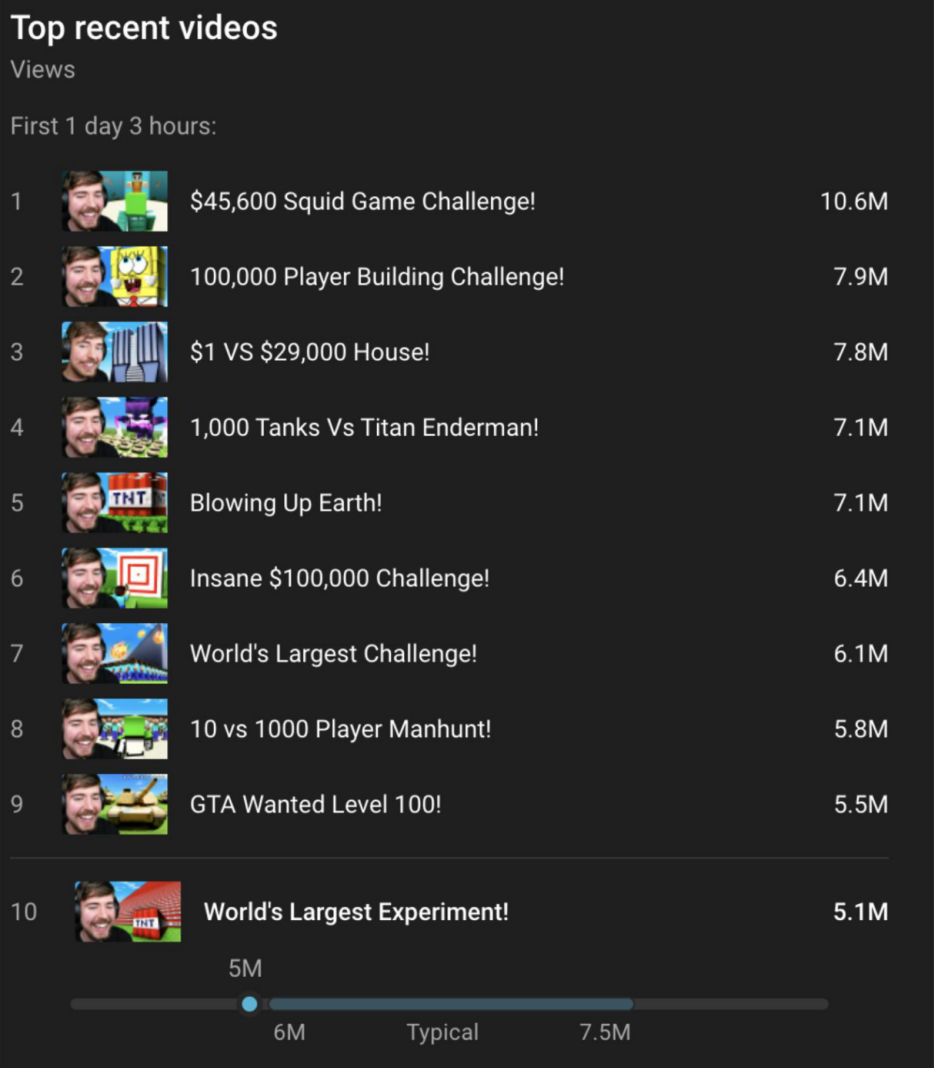 Top recent videos
Views
First 1 day 3 hours:
1 $45,600 Squid Game Challenge! 10.6M
2 100,000 Player Building Challenge! 7.9M
3 $1 VS $29,000 House! 7.8M
4 1,000 Tanks Vs Titan Enderman! 7.1M
5 TNT Blowing Up Earth! 7.1M
6 Insane $100,000 Challenge! 6.4M
7 World's Largest Challenge! 6.1M
8 10 vs 1000 Player Manhunt! 5.8M
9 GTA Wanted Level 100! 5.5M
10 TNT World's Largest Experiment! 5.1M
5M
6M Typical 7.5M